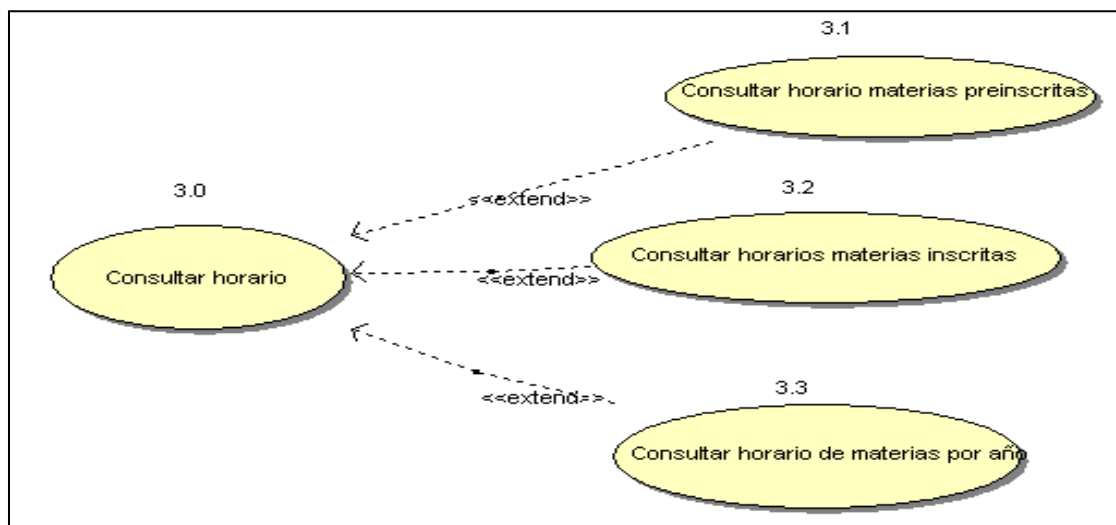 3.1
Consultar horario materias preinscritas
<<extend>>
3.0
Consultar horario
3.2
Consultar horarios materias inscritas
<<extend>>
3.3
<<extend>>
Consultar horario de materias por año